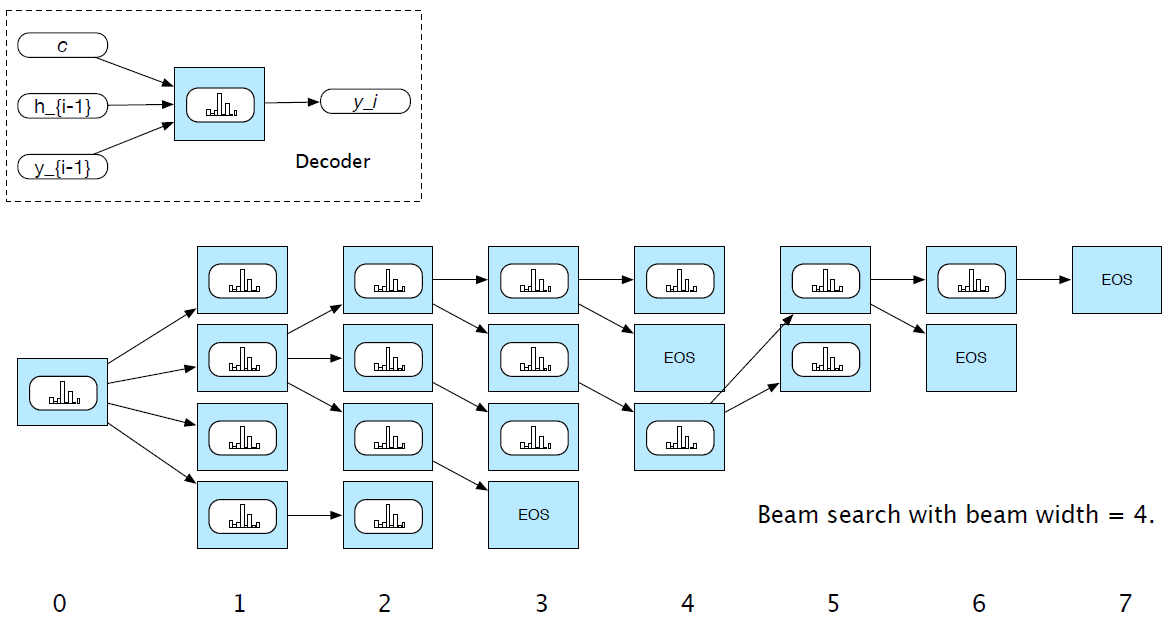 c
h_{i-1}
y_i
y_{i-1}
Decoder
EOS
EOS
EOS
EOS
Beam search with beam width = 4.
0 1 2 3 4 5 6 7